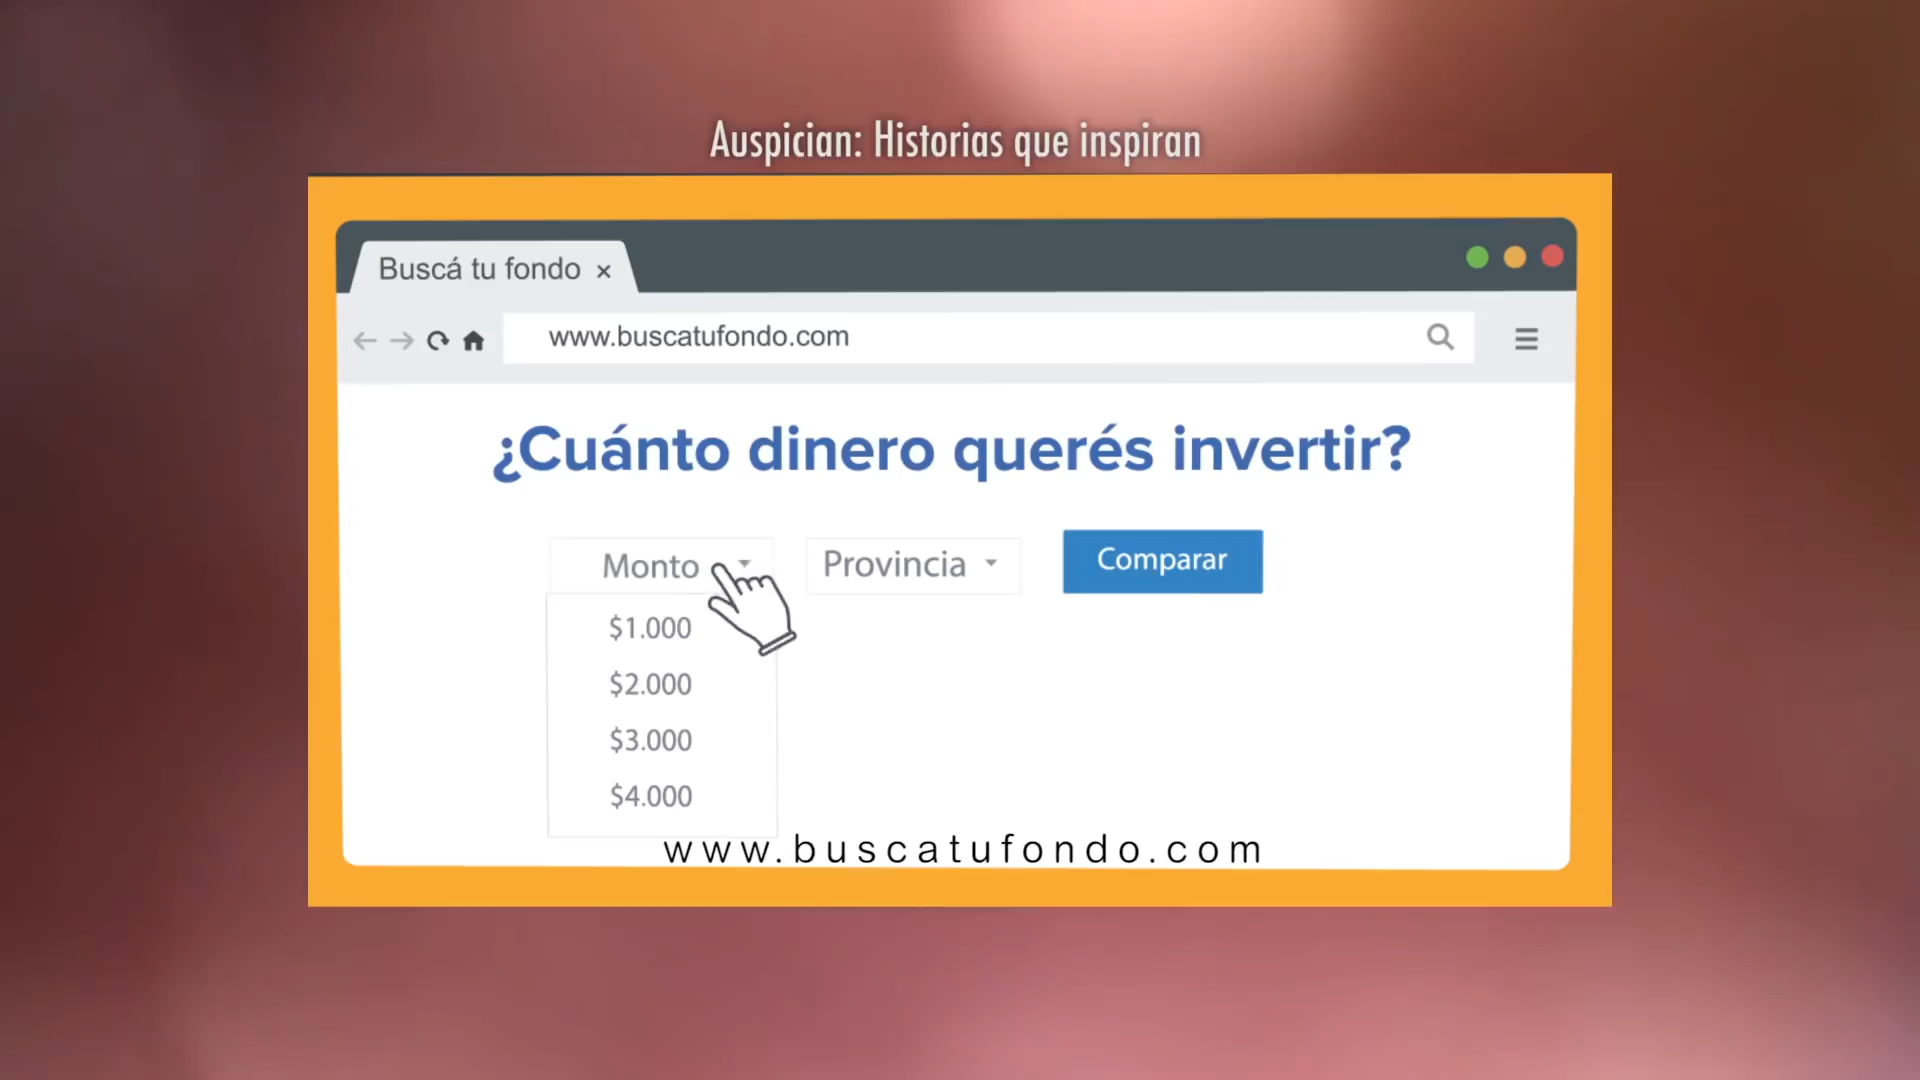 Auspician: Historias que inspiran
Buscá tu fondo ×
www.buscatufondo.com
¿Cuánto dinero querés invertir?
Monto
Provincia
Comparar
$1.000
$2.000
$3.000
$4.000
www.buscatufondo.com